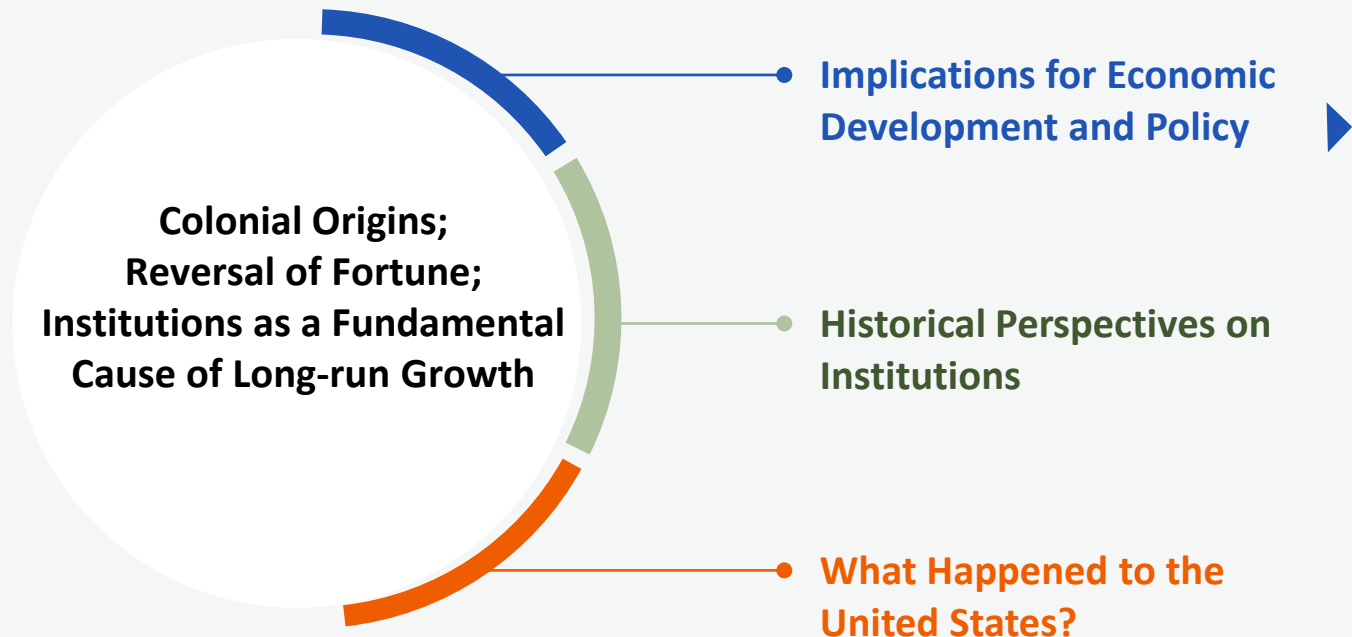 Colonial Origins;
Reversal of Fortune;
Institutions as a Fundamental
Cause of Long-run Growth
Implications for Economic
Development and Policy
Historical Perspectives on
Institutions
What Happened to the
United States?